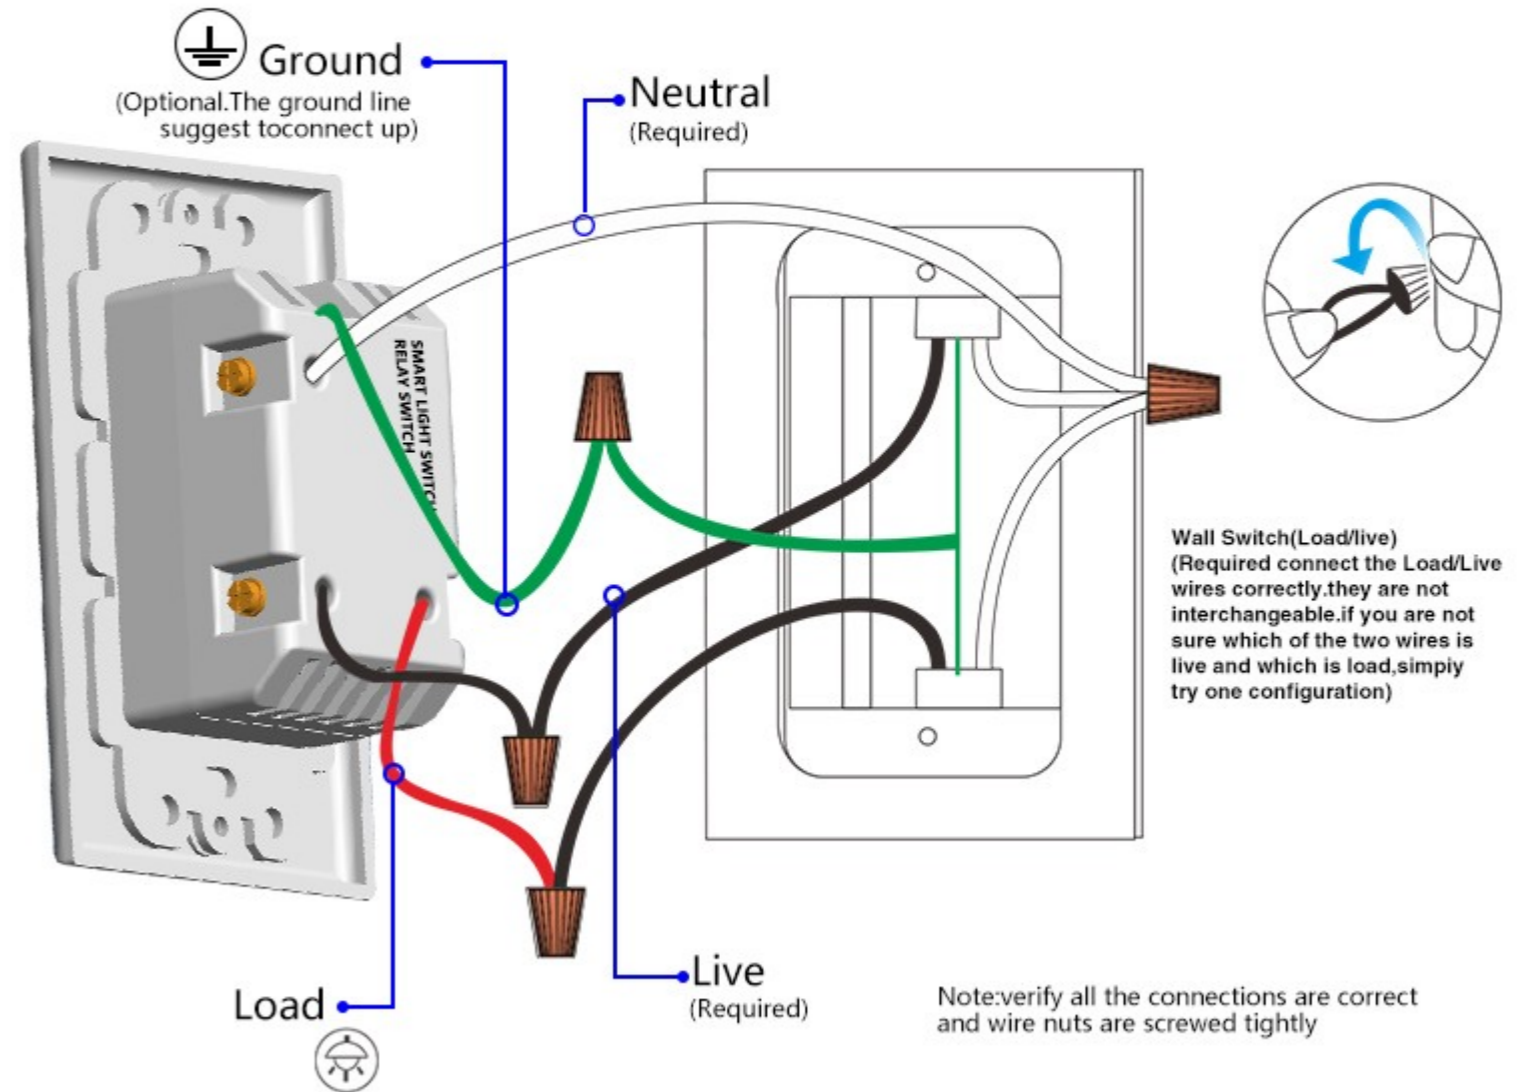 Ground
(Optional.The ground line
suggest toconnect up)
Neutral
(Required)
SMART LIGHT SWITCH
RELAY SWITCH
Wall Switch(Load/live)
(Required connect the Load/Live
wires correctly.they are not
interchangeable.if you are not
sure which of the two wires is
live and which is load,simpiy
try one configuration)
Live
(Required)
Load
Note:verify all the connections are correct
and wire nuts are screwed tightly